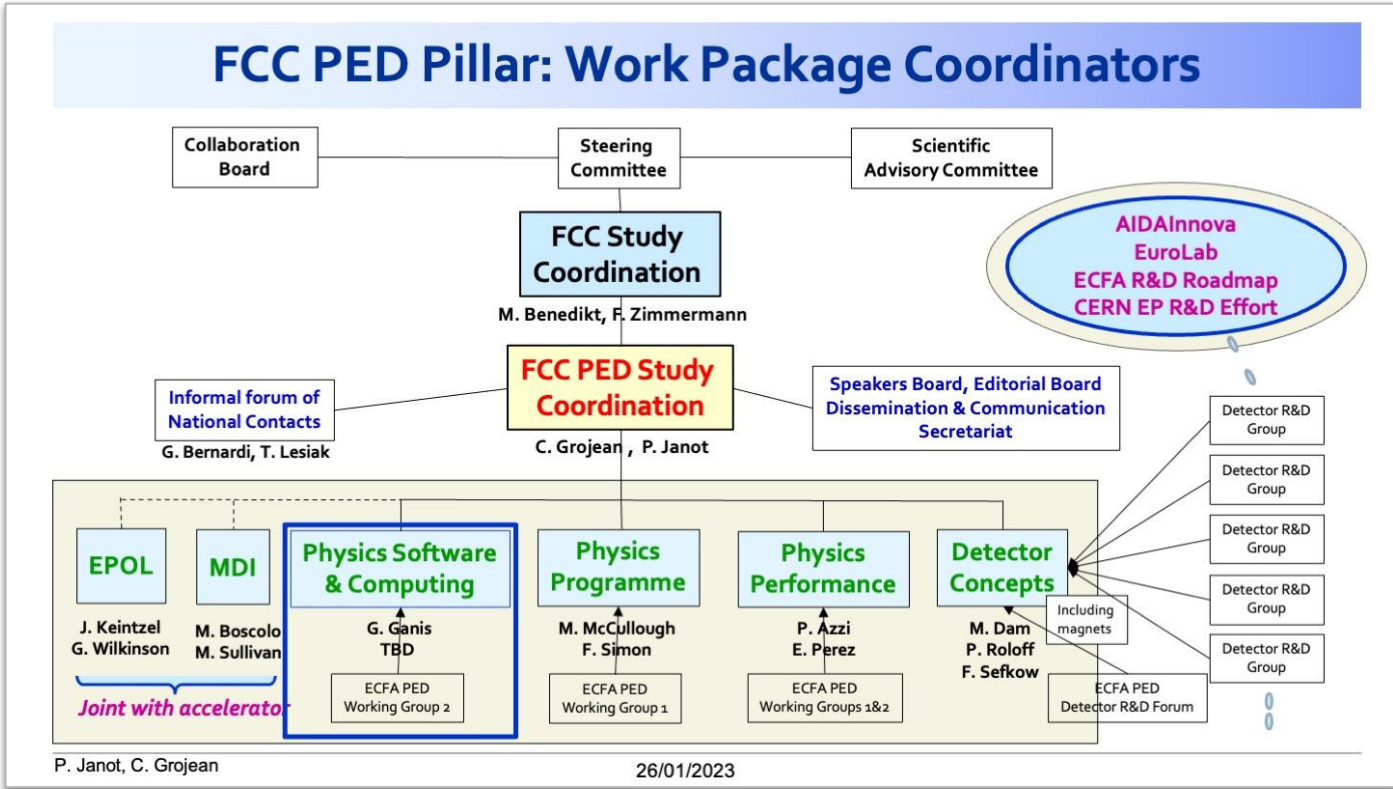 FCC PED Pillar: Work Package Coordinators
Collaboration
Board
Steering
Committee
Scientific
Advisory Committee
FCC Study
Coordination
M. Benedikt, F. Zimmermann
AIDAInnova
EuroLab
ECFA R&D Roadmap
CERN EP R&D Effort
FCC PED Study
Coordination
C. Grojean , P. Janot
Informal forum of
National Contacts
G. Bernardi, T. Lesiak
Speakers Board, Editorial Board
Dissemination & Communication
Secretariat
Detector R&D
Group
Detector R&D
Group
Detector R&D
Group
Detector R&D
Group
Detector R&D
Group
EPOL
J. Keintzel
G. Wilkinson
MDI
M. Boscolo
M. Sullivan
Joint with accelerator
Physics Software
& Computing
G. Ganis
TBD
ECFA PED
Working Group 2
Physics
Programme
M. McCullough
F. Simon
ECFA PED
Working Group 1
Physics
Performance
P. Azzi
E. Perez
ECFA PED
Working Groups 1&2
Detector
Concepts
Including
magnets
M. Dam
P. Roloff
F. Sefkow
ECFA PED
Detector R&D Forum
P. Janot, C. Grojean
26/01/2023